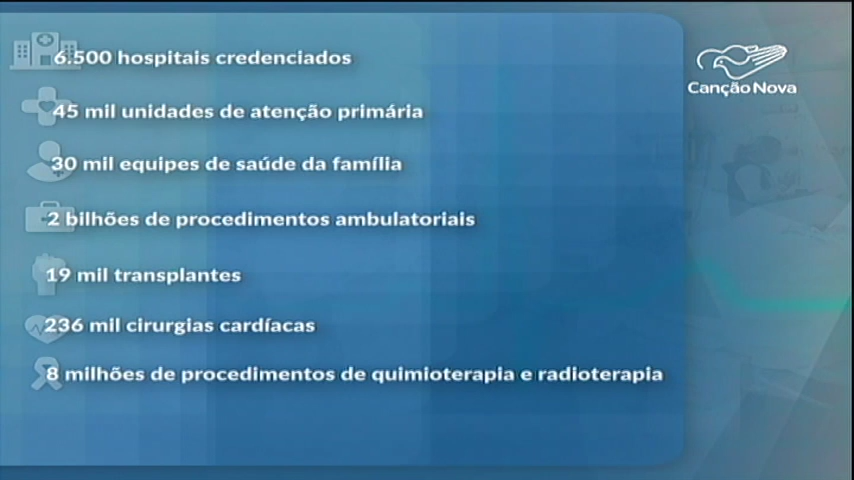 6.500 hospitais credenciados
Canção Nova
45 mil unidades de atenção primária
30 mil equipes de saúde da família
2 bilhões de procedimentos ambulatoriais
19 mil transplantes
236 mil cirurgias cardíacas
8 milhões de procedimentos de quimioterapia e radioterapia